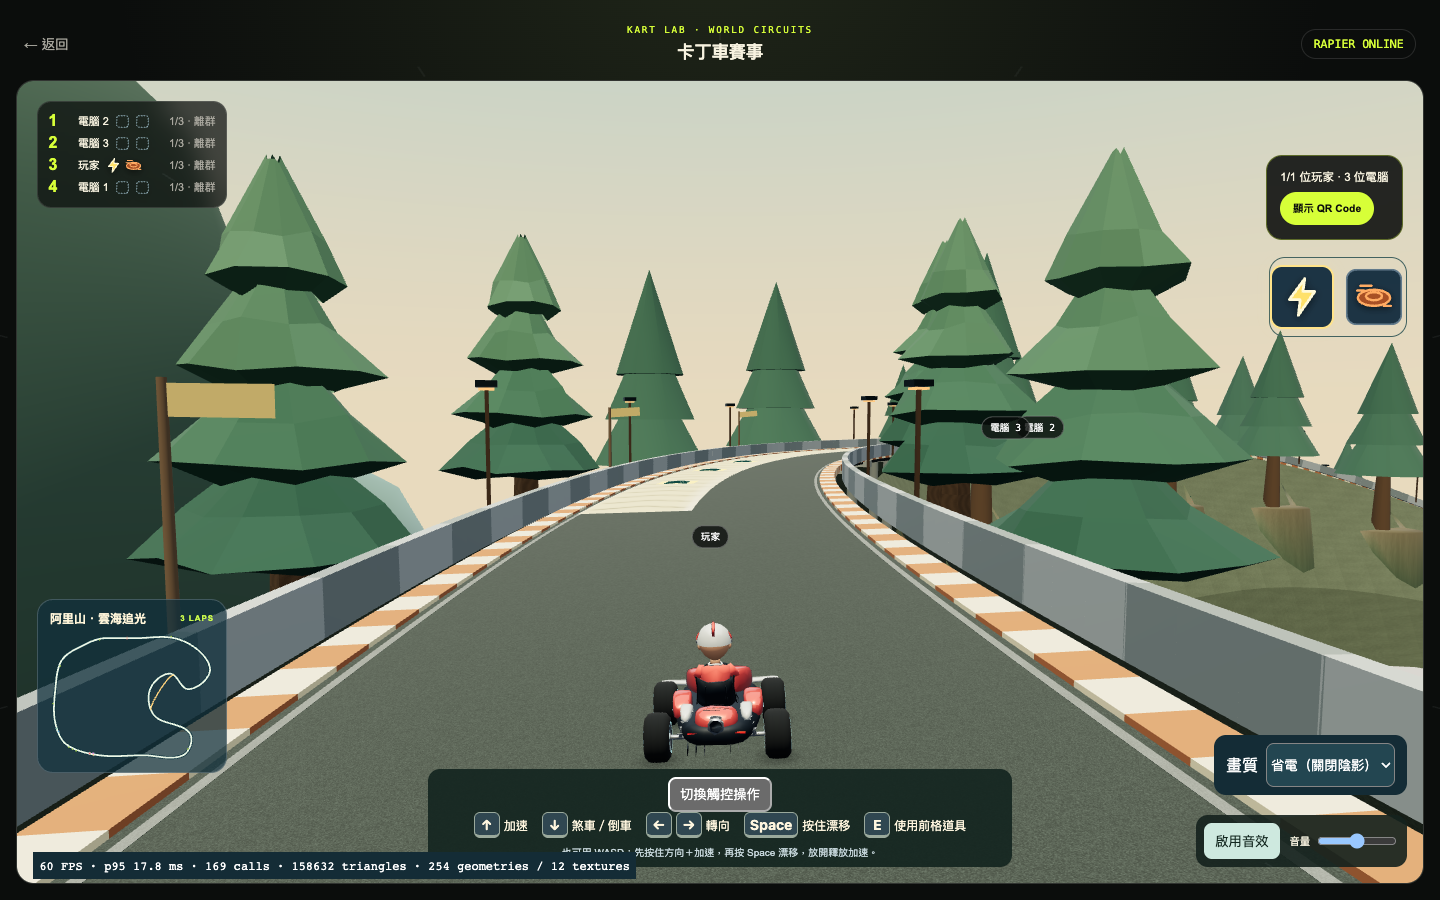 ← 返回
KART LAB · WORLD CIRCUITS
卡丁車賽事
RAPIER ONLINE
1 電腦 2 1/3 · 離群
2 電腦 3 1/3 · 離群
3 玩家 1/3 · 離群
4 電腦 1 1/3 · 離群
1/1 位玩家 · 3 位電腦
顯示 QR Code
電腦 3
電腦 2
玩家
阿里山 · 雲海追光 3 LAPS
畫質 省電（關閉陰影）
切換觸控操作
↑ 加速 ↓ 煞車 / 倒車 ← → 轉向 Space 按住漂移 E 使用前格道具
也可用 WASD；先按住方向＋加速，再按 Space 漂移，放開釋放加速。
啟用音效 音量
60 FPS · p95 17.8 ms · 169 calls · 158632 triangles · 254 geometries / 12 textures